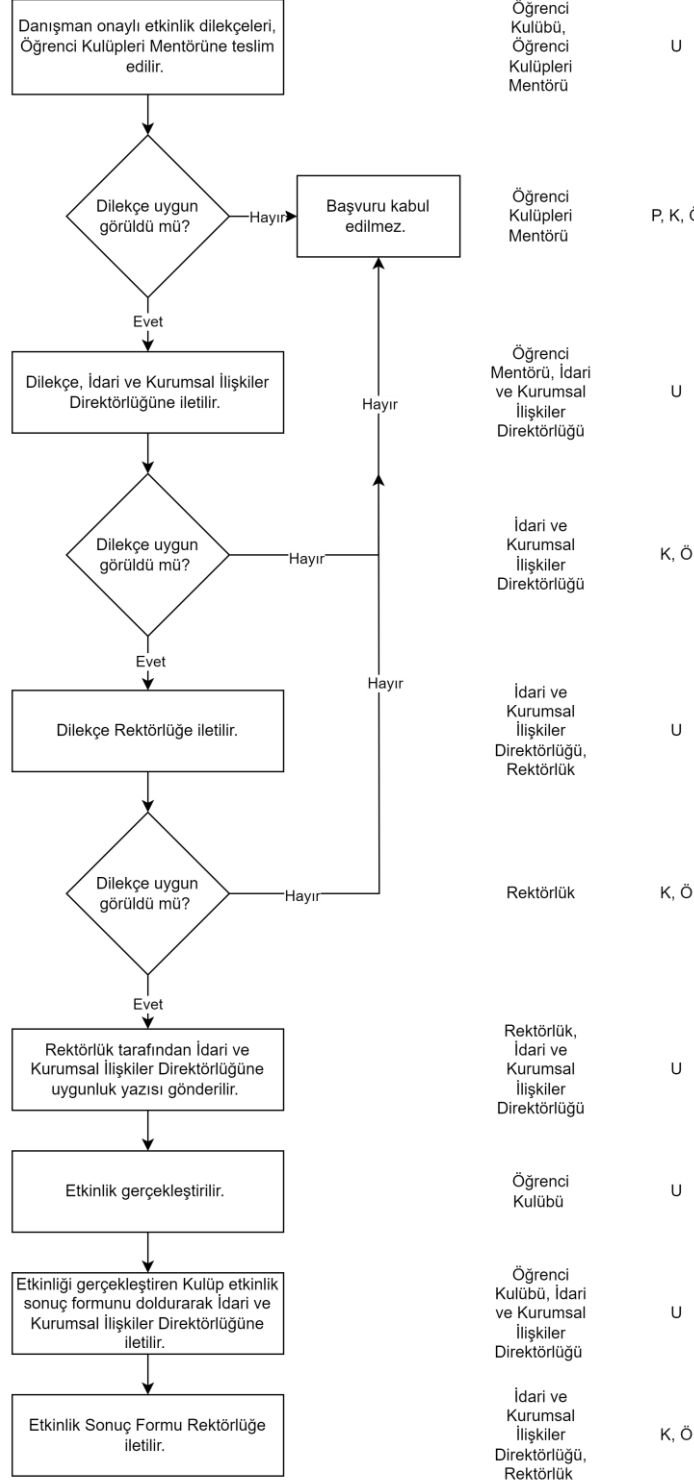 Danışman onaylı etkinlik dilekçeleri,
Öğrenci Kulüpleri Mentörüne teslim
edilir.
Öğrenci
Kulübü,
Öğrenci
Kulüpleri
Mentörü
U
Dilekçe uygun
görüldü mü?
Hayır
Başvuru kabul
edilmez.
Öğrenci
Kulüpleri
Mentörü
P, K, Ö
Evet
Dilekçe, İdari ve Kurumsal İlişkiler
Direktörlüğüne iletilir.
Hayır
Öğrenci
Mentörü, İdari
ve Kurumsal
İlişkiler
Direktörlüğü
U
Dilekçe uygun
görüldü mü?
Hayır
İdari ve
Kurumsal
İlişkiler
Direktörlüğü
K, Ö
Evet
Hayır
Dilekçe Rektörlüğe iletilir.
İdari ve
Kurumsal
İlişkiler
Direktörlüğü,
Rektörlük
U
Dilekçe uygun
görüldü mü?
Hayır
Rektörlük
K, Ö
Evet
Rektörlük tarafından İdari ve
Kurumsal İlişkiler Direktörlüğüne
uygunluk yazısı gönderilir.
Rektörlük,
İdari ve
Kurumsal
İlişkiler
Direktörlüğü
U
Etkinlik gerçekleştirilir.
Öğrenci
Kulübü
U
Etkinliği gerçekleştiren Kulüp etkinlik
sonuç formunu doldurarak İdari ve
Kurumsal İlişkiler Direktörlüğüne
iletilir.
Öğrenci
Kulübü, İdari
ve Kurumsal
İlişkiler
Direktörlüğü
U
Etkinlik Sonuç Formu Rektörlüğe
iletilir.
İdari ve
Kurumsal
İlişkiler
Direktörlüğü,
Rektörlük
K, Ö